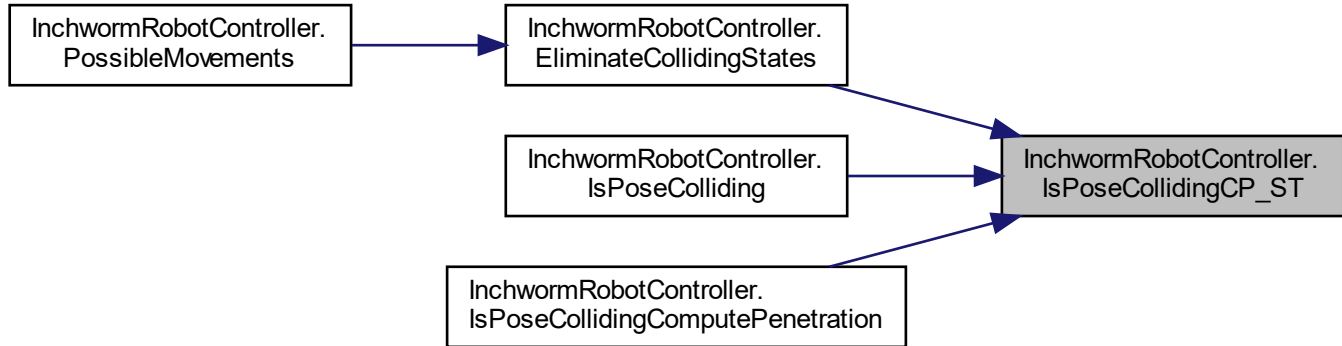 InchwormRobotController.
PossibleMovements
InchwormRobotController.
EliminateCollidingStates
InchwormRobotController.
IsPoseColliding
InchwormRobotController.
IsPoseCollidingComputePenetration
InchwormRobotController.
IsPoseCollidingCP_ST